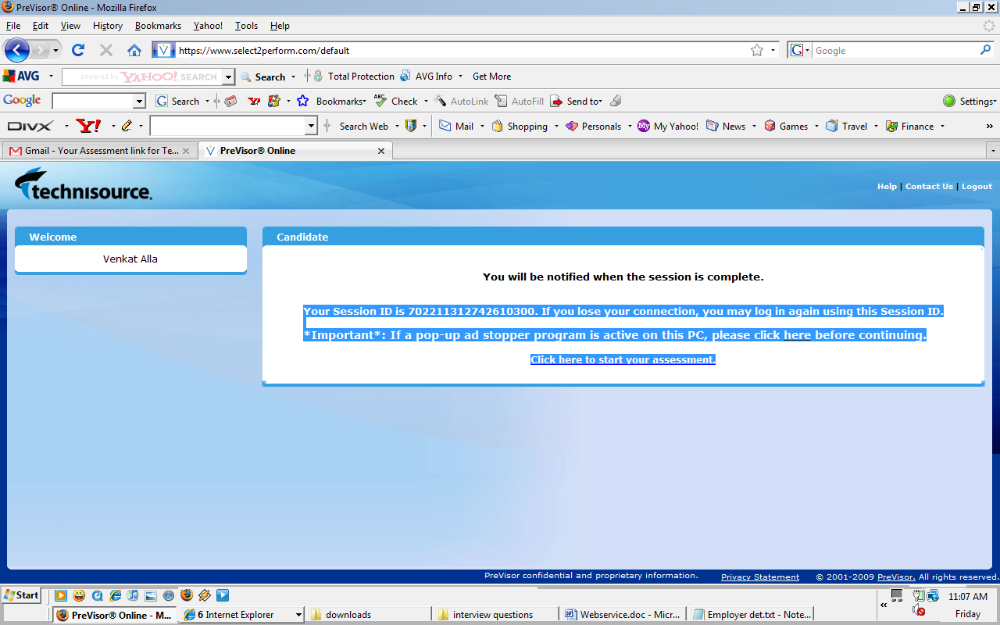 PreVisor® Online - Mozilla Firefox
File Edit View History Bookmarks Yahoo! Tools Help
https://www.select2perform.com/default
Google
AVG powered by YAHOO! SEARCH Search Total Protection AVG Info Get More
Google Search Bookmarks ABC Check AutoLink AutoFill Send to Settings
DIVX Y! Search Web Mail Shopping Personals My Yahoo! News Games Travel Finance »
Gmail - Your Assessment link for Te... PreVisor® Online
technisource.
Help | Contact Us | Logout
Welcome
Venkat Alla
Candidate
You will be notified when the session is complete.
Your Session ID is 702211312742610300. If you lose your connection, you may log in again using this Session ID.
*Important*: If a pop-up ad stopper program is active on this PC, please click here before continuing.
Click here to start your assessment.
PreVisor confidential and proprietary information. Privacy Statement © 2001-2009 PreVisor. All rights reserved.
Start
11:07 AM
PreVisor® Online - M... 6 Internet Explorer downloads interview questions Webservice.doc - Micr... Employer det.txt - Note... «
Friday